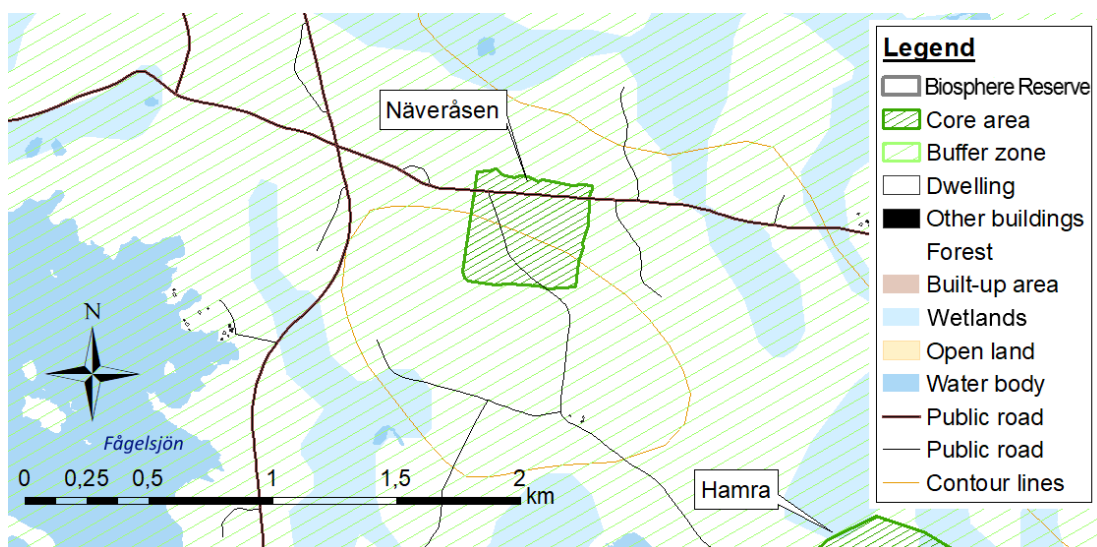 Näveråsen
N
Fågelsjön
0 0,25 0,5 1 1,5 2
km
Hamra
Legend
Biosphere Reserve
Core area
Buffer zone
Dwelling
Other buildings
Forest
Built-up area
Wetlands
Open land
Water body
Public road
Public road
Contour lines